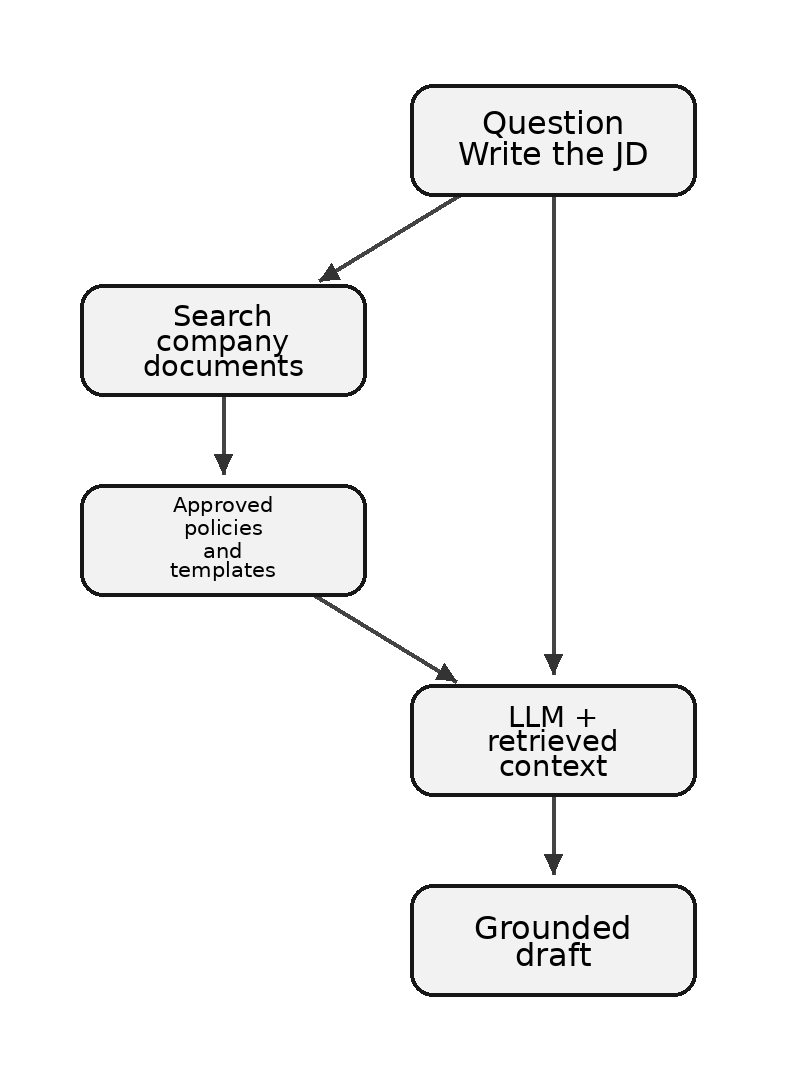 Question
Write the JD
Search
company
documents
Approved
policies
and
templates
LLM +
retrieved
context
Grounded
draft